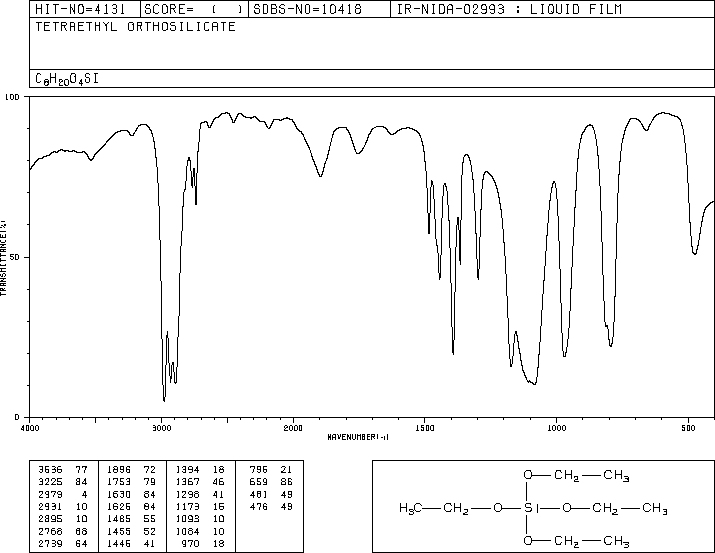 HIT-NO=4131 SCORE= ( ) SDBS-NO=10418 IR-NIDA-02993 : LIQUID FILM
TETRAETHYL ORTHOSILICATE
C8H20O4SI
100
50
0
TRANSMITTANCE(%)
4000 3000 2000 1500 1000 500
WAVENUMBER(-1)
3536 77 1896 72 1394 18 796 21
3225 84 1753 79 1367 46 659 86
2979 4 1630 84 1298 41 481 49
2931 10 1626 84 1173 15 476 49
2895 10 1485 55 1093 10
2768 68 1455 52 1084 10
2739 64 1446 41 970 18
O—CH2—CH3
H3C—CH2—O—Si—O—CH2—CH3
O—CH2—CH3